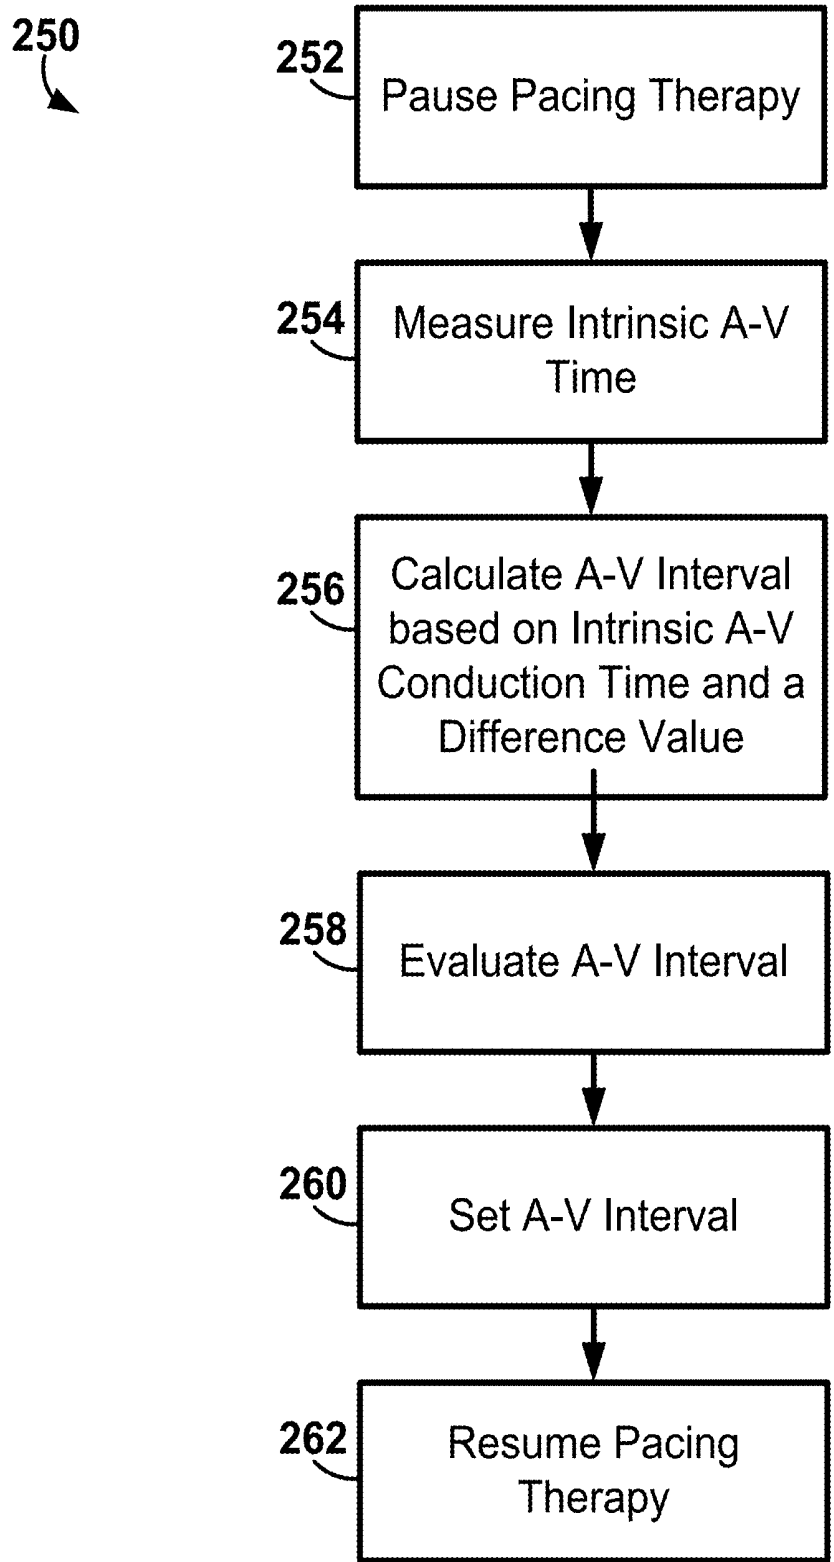 250
252
Pause Pacing Therapy
254
Measure Intrinsic A-V
Time
256
Calculate A-V Interval
based on Intrinsic A-V
Conduction Time and a
Difference Value
258
Evaluate A-V Interval
260
Set A-V Interval
262
Resume Pacing
Therapy